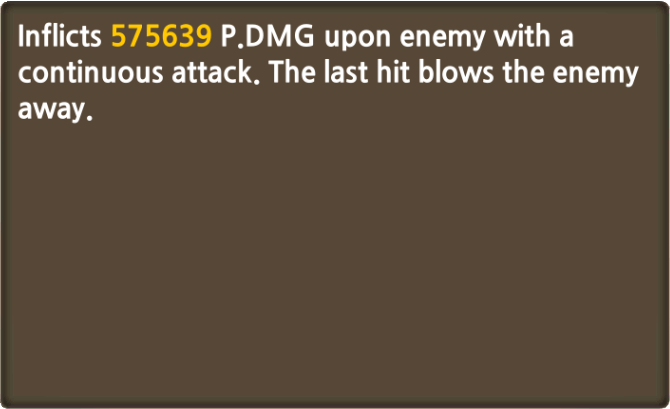 Inflicts 575639 P.DMG upon enemy with a
continuous attack. The last hit blows the enemy
away.